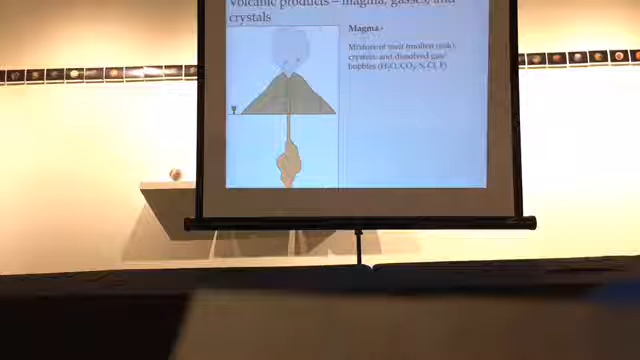 Volcanic products – magma, gasses, and
crystals
Magma-
Mixture of melt (molten rock),
crystals and dissolved gas/
bubbles (H2O, CO2, S, Cl, F)